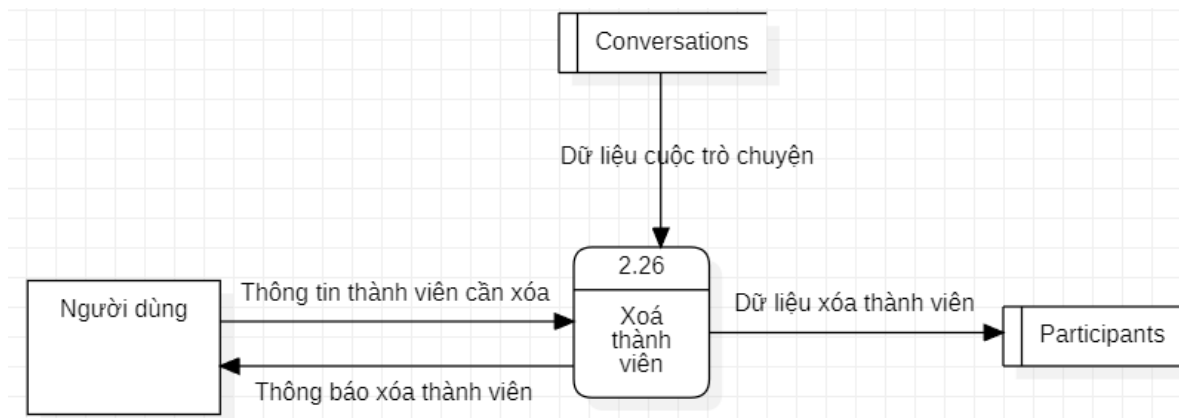 Conversations
Dữ liệu cuộc trò chuyện
2.26
Người dùng
Thông tin thành viên cần xóa
Xoá
thành
viên
Dữ liệu xóa thành viên
Participants
Thông báo xóa thành viên